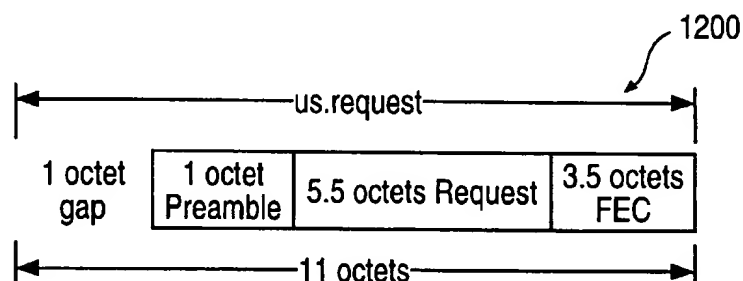 1200
us.request
1 octet
gap
1 octet
Preamble
5.5 octets Request
3.5 octets
FEC
11 octets